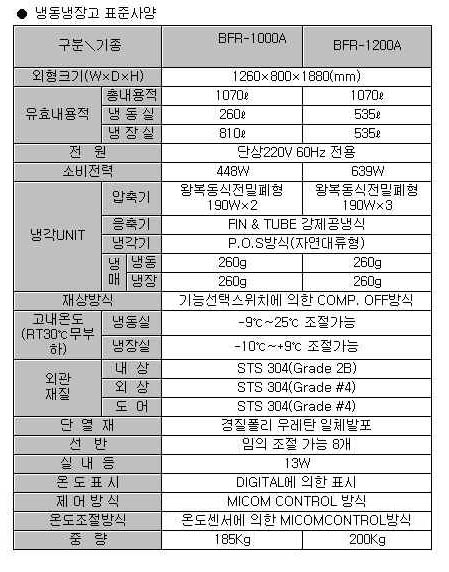 ● 냉동냉장고 표준사양
구분＼기종 BFR-1000A BFR-1200A
외형크기(W×D×H) 1260×800×1880(mm)
유효내용적 총내용적 1070ℓ 1070ℓ
냉 동 실 260ℓ 535ℓ
냉 장 실 810ℓ 535ℓ
전 원 단상220V 60Hz 전용
소비전력 448W 639W
냉각UNIT 압축기 왕복동식전밀폐형 190W×2 왕복동식전밀폐형 190W×3
응축기 FIN & TUBE 강제공냉식
냉각기 P.O.S방식(자연대류형)
냉매 냉동 260g 260g
냉장 260g 260g
제상방식 기능선택스위치에 의한 COMP. OFF방식
고내온도 (RT30℃무부하) 냉동실 -9℃~25℃ 조절가능
냉장실 -10℃~+9℃ 조절가능
외관 재질 내 상 STS 304(Grade 2B)
외 상 STS 304(Grade #4)
도 어 STS 304(Grade #4)
단 열 재 경질폴리 우레탄 일체발포
선 반 임의 조절 가능 8개
실 내 등 13W
온 도 표 시 DIGITAL에 의한 표시
제 어 방 식 MICOM CONTROL 방식
온도조절방식 온도센서에 의한 MICOMCONTROL방식
중 량 185Kg 200Kg